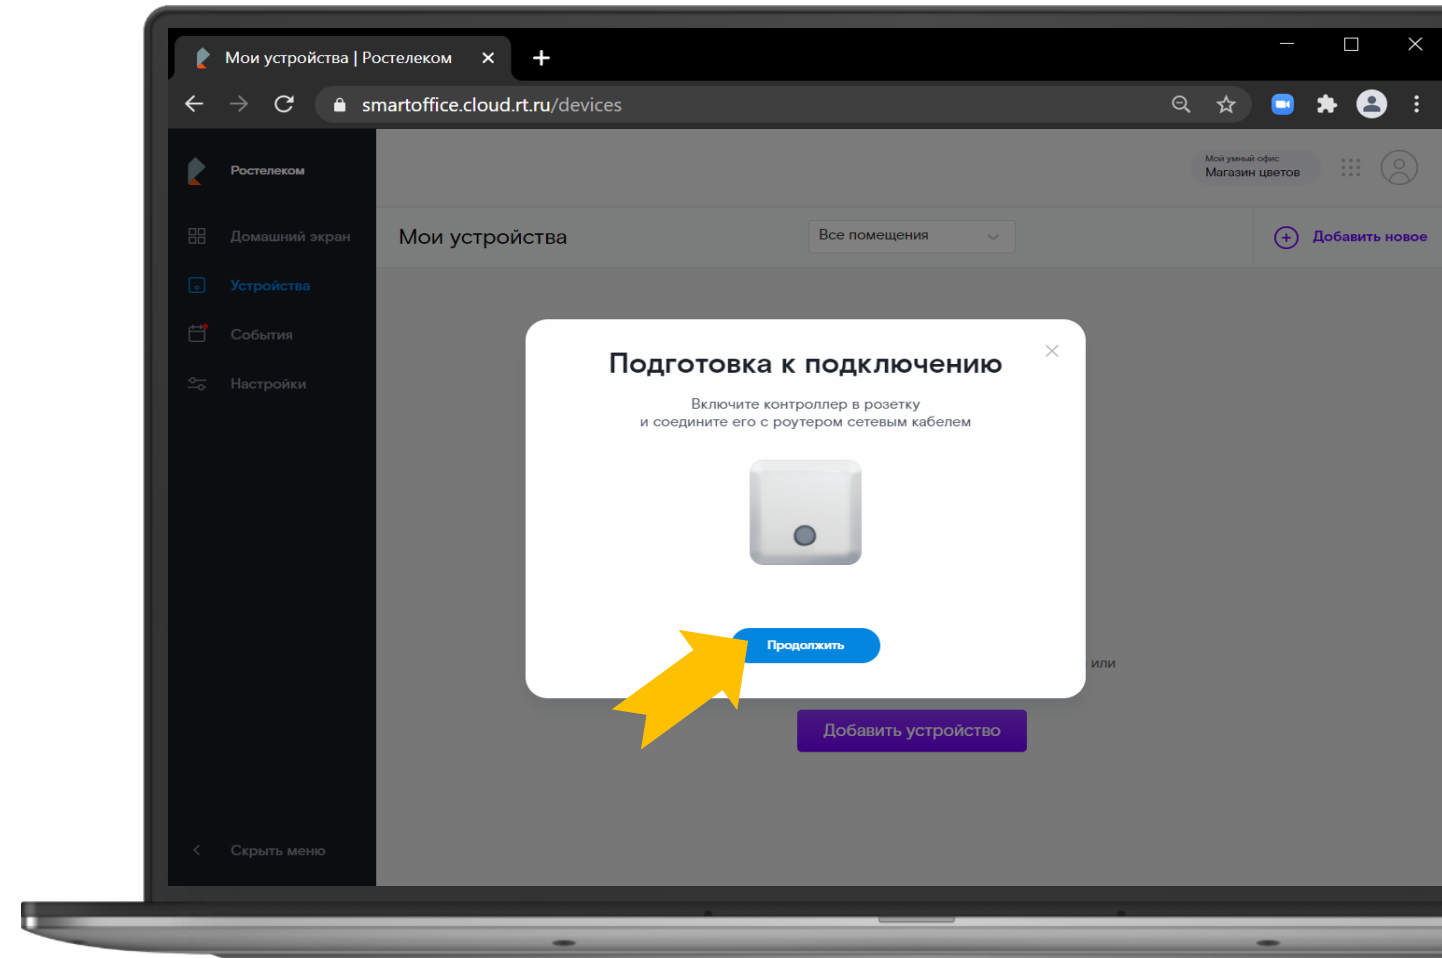 Мои устройства | Ростелеком
smartoffice.cloud.rt.ru/devices
Ростелеком
Мой умный офис
Магазин цветов
Домашний экран
Мои устройства
Все помещения
Добавить новое
Устройства
События
Настройки
Подготовка к подключению
Включите контроллер в розетку
и соедините его с роутером сетевым кабелем
Продолжить
или
Добавить устройство
Скрыть меню